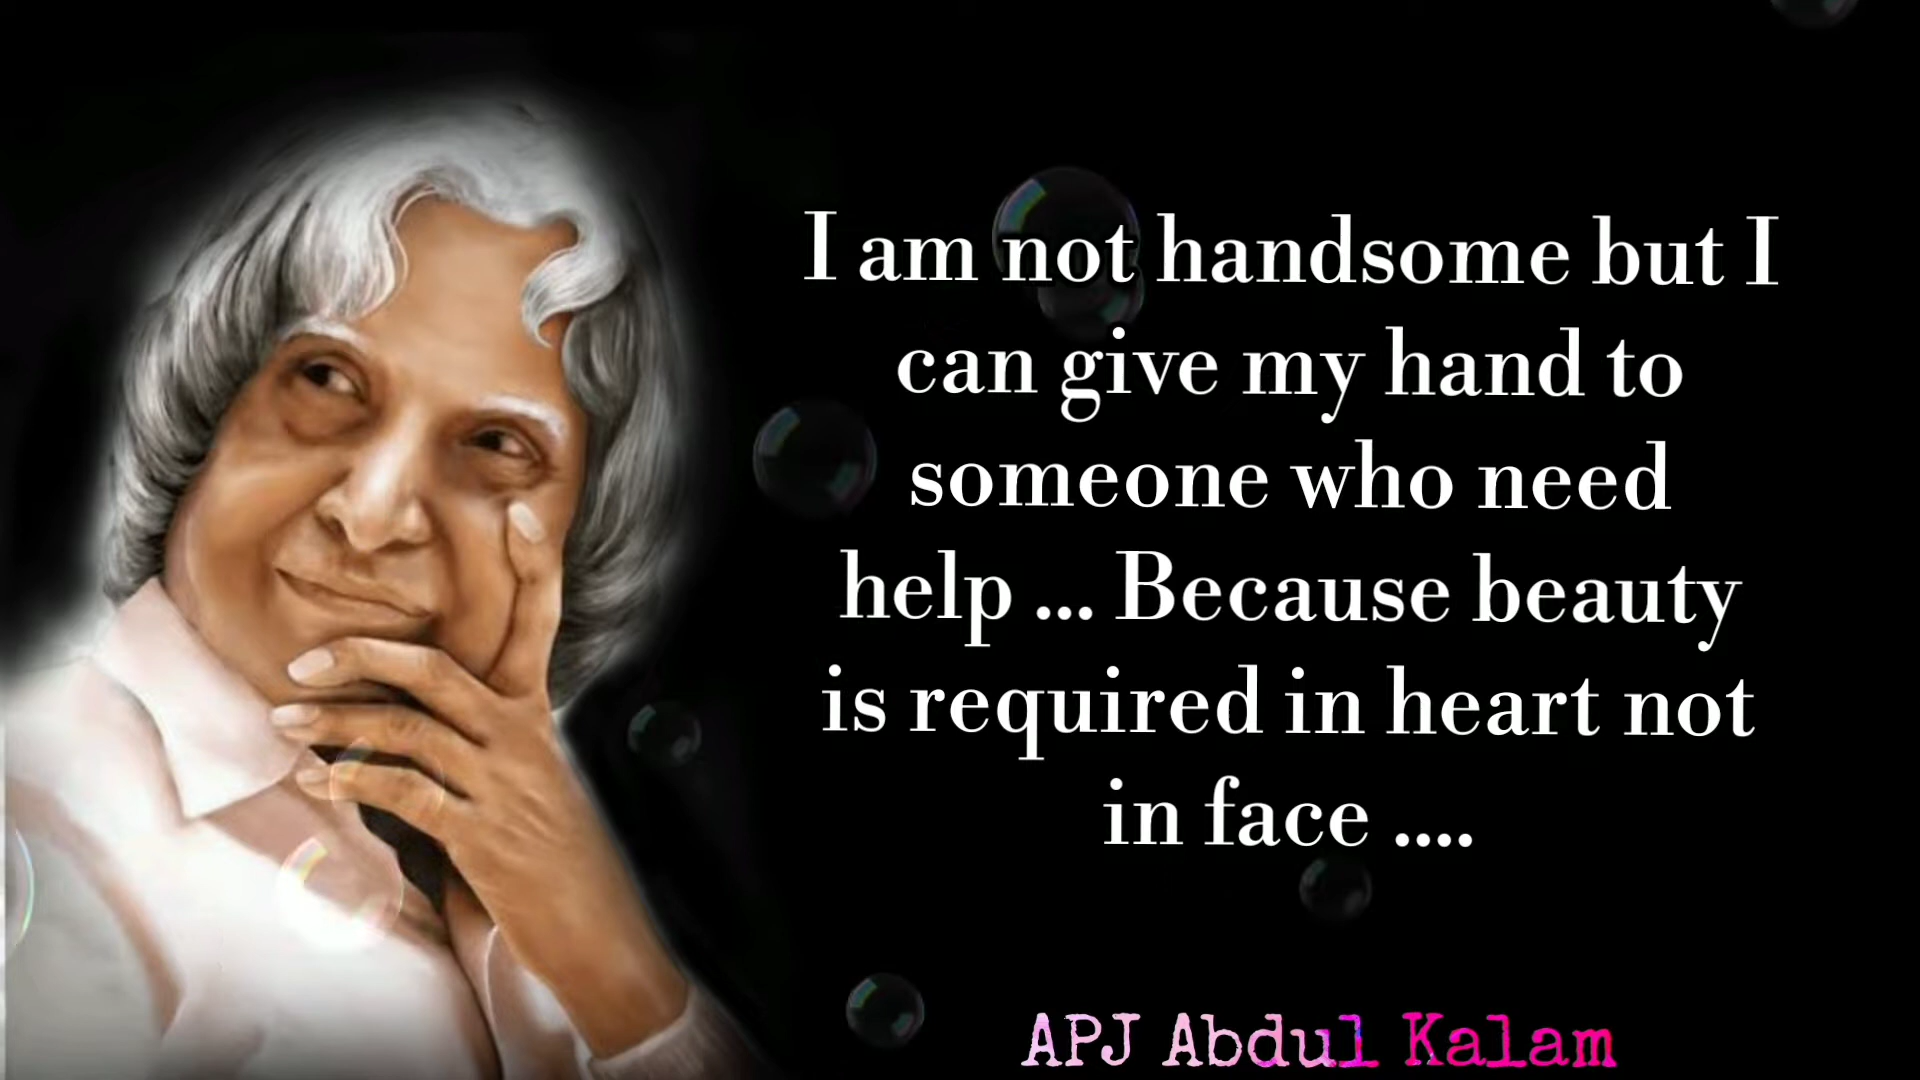 I am not handsome but I
can give my hand to
someone who need
help ... Because beauty
is required in heart not
in face ....
APJ Abdul Kalam